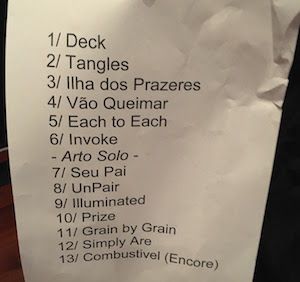 1/ Deck
2/ Tangles
3/ Ilha dos Prazeres
4/ Vão Queimar
5/ Each to Each
6/ Invoke
- Arto Solo -
7/ Seu Pai
8/ UnPair
9/ Illuminated
10/ Prize
11/ Grain by Grain
12/ Simply Are
13/ Combustivel (Encore)